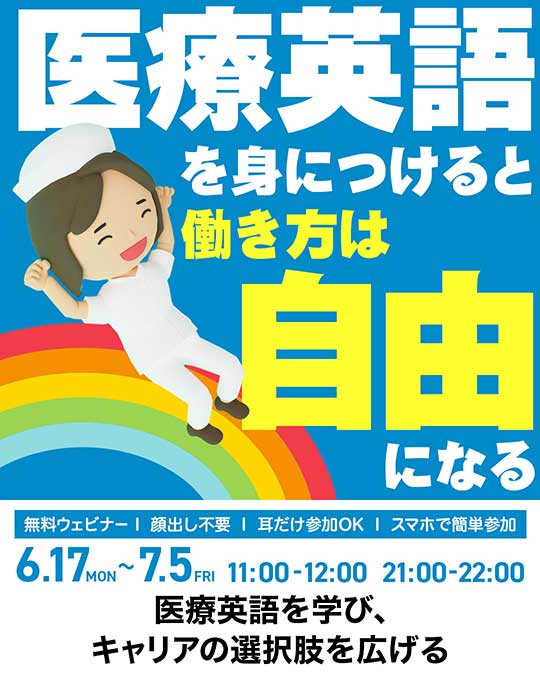 医療英語
を身につけると
働き方は
自由
になる
無料ウェビナー | 顔出し不要 | 耳だけ参加OK | スマホで簡単参加
6.17MON~7.5FRI 11:00-12:00 21:00-22:00
医療英語を学び、
キャリアの選択肢を広げる